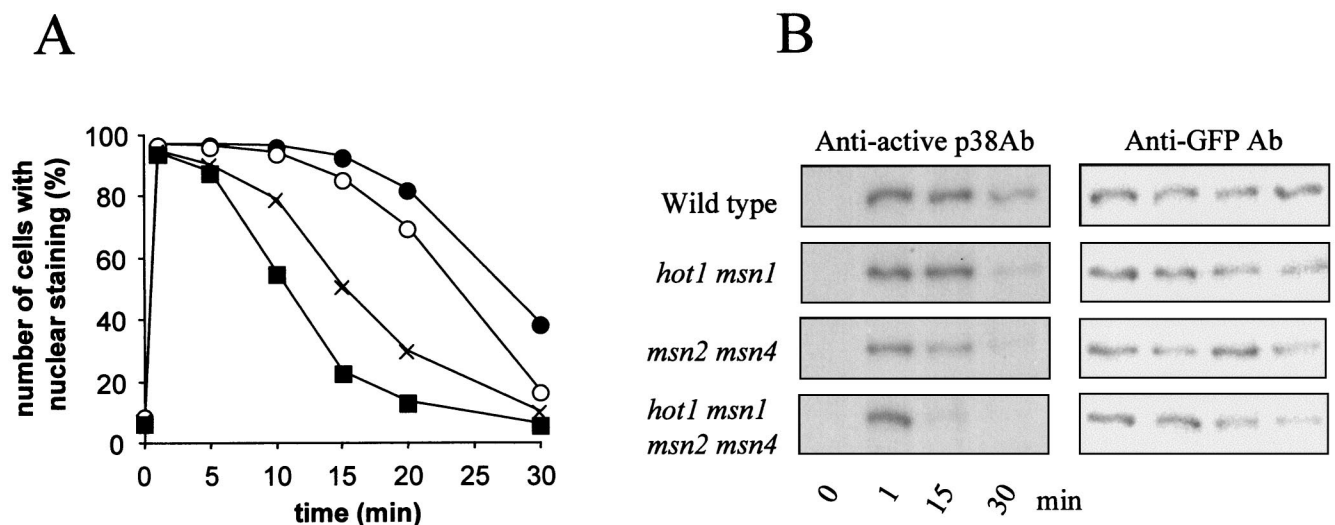 A
B
number of cells with
nuclear staining (%)
100
80
60
40
20
0
0 5 10 15 20 25 30
time (min)
Anti-active p38Ab
Anti-GFP Ab
Wild type
hot1 msn1
msn2 msn4
hot1 msn1
msn2 msn4
0 1 15 30 min